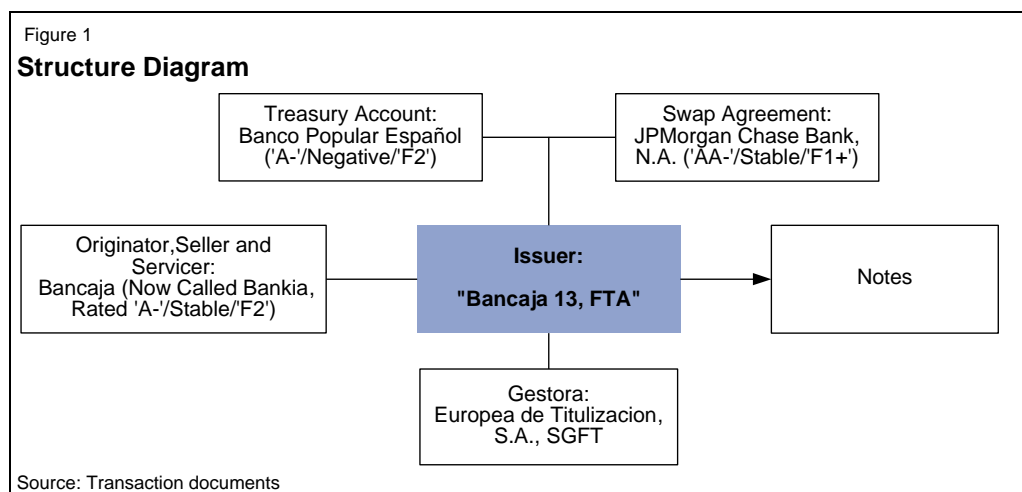 Figure 1
Structure Diagram
Treasury Account:
Banco Popular Español
('A-'/Negative/'F2')
Swap Agreement:
JPMorgan Chase Bank,
N.A. ('AA-'/Stable/'F1+')
Originator,Seller and
Servicer:
Bancaja (Now Called Bankia,
Rated 'A-'/Stable/'F2')
Issuer:
"Bancaja 13, FTA"
Notes
Gestora:
Europea de Titulizacion,
S.A., SGFT
Source: Transaction documents